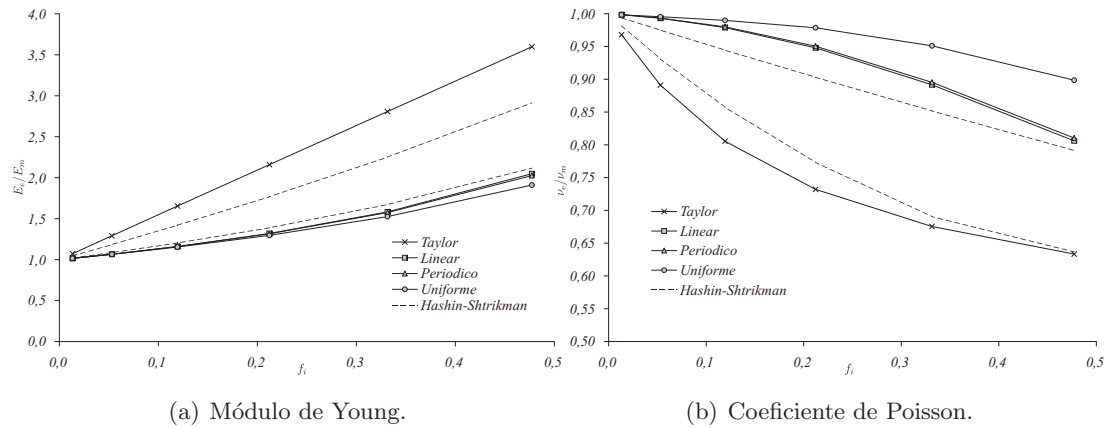 4,0
3,5
3,0
2,5
2,0
1,5
1,0
0,5
0,0
E_e/E_m
0,0 0,1 0,2 0,3 0,4 0,5
f_i
Taylor
Linear
Periodico
Uniforme
Hashin-Shtrikman
(a) Módulo de Young.
1,00
0,95
0,90
0,85
0,80
0,75
0,70
0,65
0,60
0,55
0,50
ν_e/ν_m
0,0 0,1 0,2 0,3 0,4 0,5
f_i
Taylor
Linear
Periodico
Uniforme
Hashin-Shtrikman
(b) Coeficiente de Poisson.